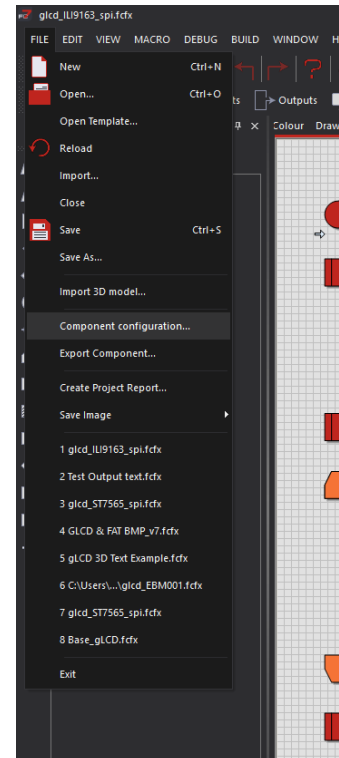 glcd_ILI9163_spi.fcfx
FILE EDIT VIEW MACRO DEBUG BUILD WINDOW
New Ctrl+N
Open... Ctrl+O
Outputs
Open Template...
Colour Draw
Reload
Import...
Close
Save Ctrl+S
Save As...
Import 3D model...
Component configuration...
Export Component...
Create Project Report...
Save Image
1 glcd_ILI9163_spi.fcfx
2 Test Output text.fcfx
3 glcd_ST7565_spi.fcfx
4 GLCD & FAT BMP_v7.fcfx
5 gLCD 3D Text Example.fcfx
6 C:\Users\...\glcd_EBM001.fcfx
7 glcd_ST7565_spi.fcfx
8 Base_gLCD.fcfx
Exit